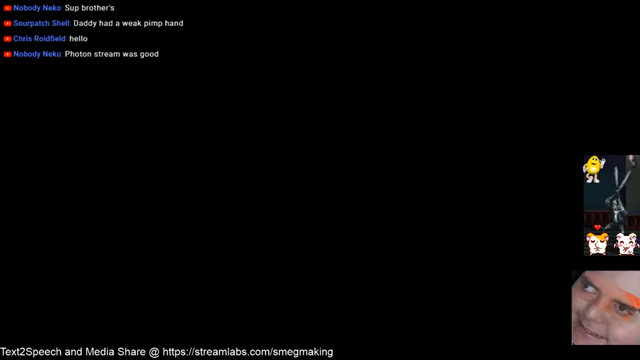 Nobody Neko: Sup brother's
Sourpatch Shell: Daddy had a weak pimp hand
Chris Roidfield: hello
Nobody Neko: Photon stream was good
Text2Speech and Media Share @ https://streamlabs.com/smegmaking